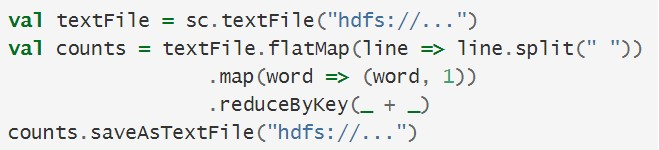 val textFile = sc.textFile("hdfs://...")
val counts = textFile.flatMap(line => line.split(" "))
                 .map(word => (word, 1))
                 .reduceByKey(_ + _)
counts.saveAsTextFile("hdfs://...")